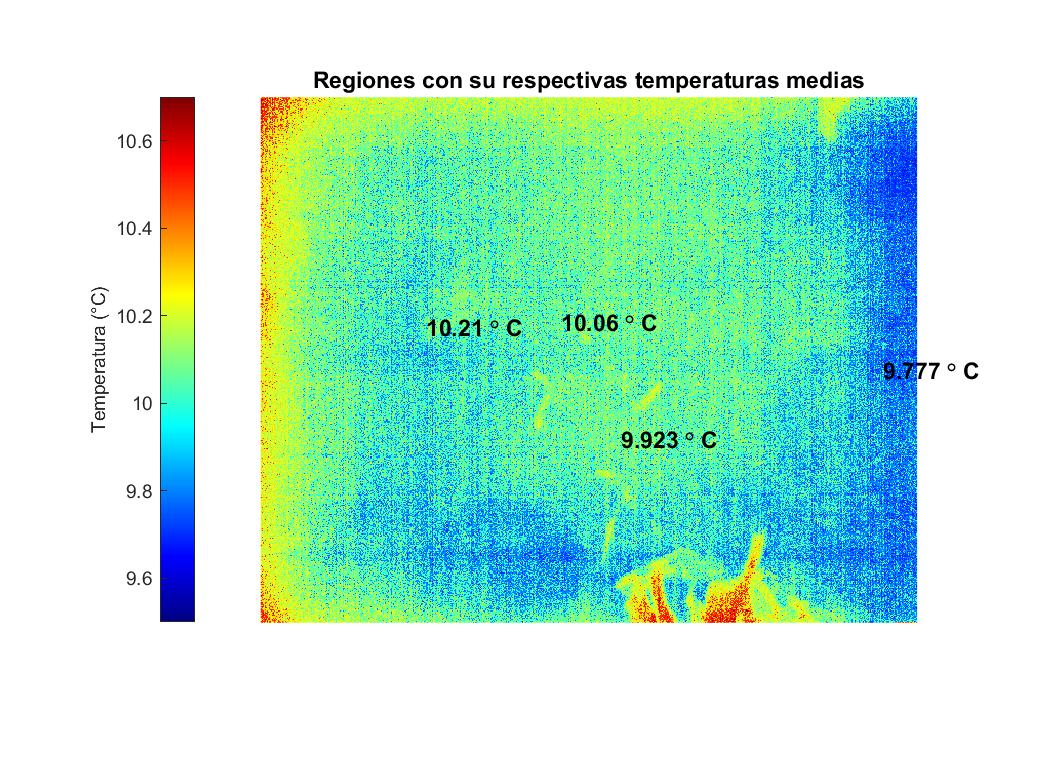 Regiones con su respectivas temperaturas medias
10.6
10.4
10.2
10
9.8
9.6
Temperatura (°C)
10.21 ° C
10.06 ° C
9.777 ° C
9.923 ° C